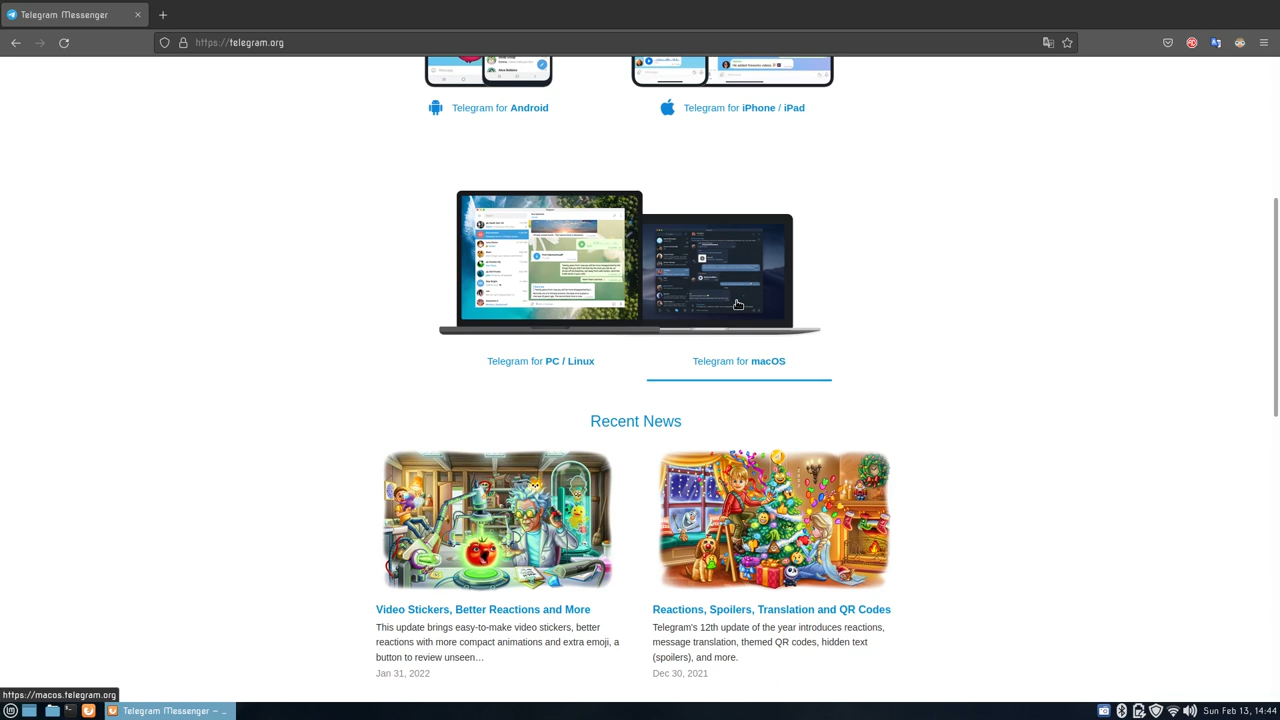 Telegram Messenger
https://telegram.org
Telegram for Android
Telegram for iPhone / iPad
Telegram for PC / Linux
Telegram for macOS
Recent News
Video Stickers, Better Reactions and More
This update brings easy-to-make video stickers, better
reactions with more compact animations and extra emoji, a
button to review unseen…
Jan 31, 2022
Reactions, Spoilers, Translation and QR Codes
Telegram's 12th update of the year introduces reactions,
message translation, themed QR codes, hidden text
(spoilers), and more.
Dec 30, 2021
https://macos.telegram.org
Telegram Messenger — …
Sun Feb 13, 14:44